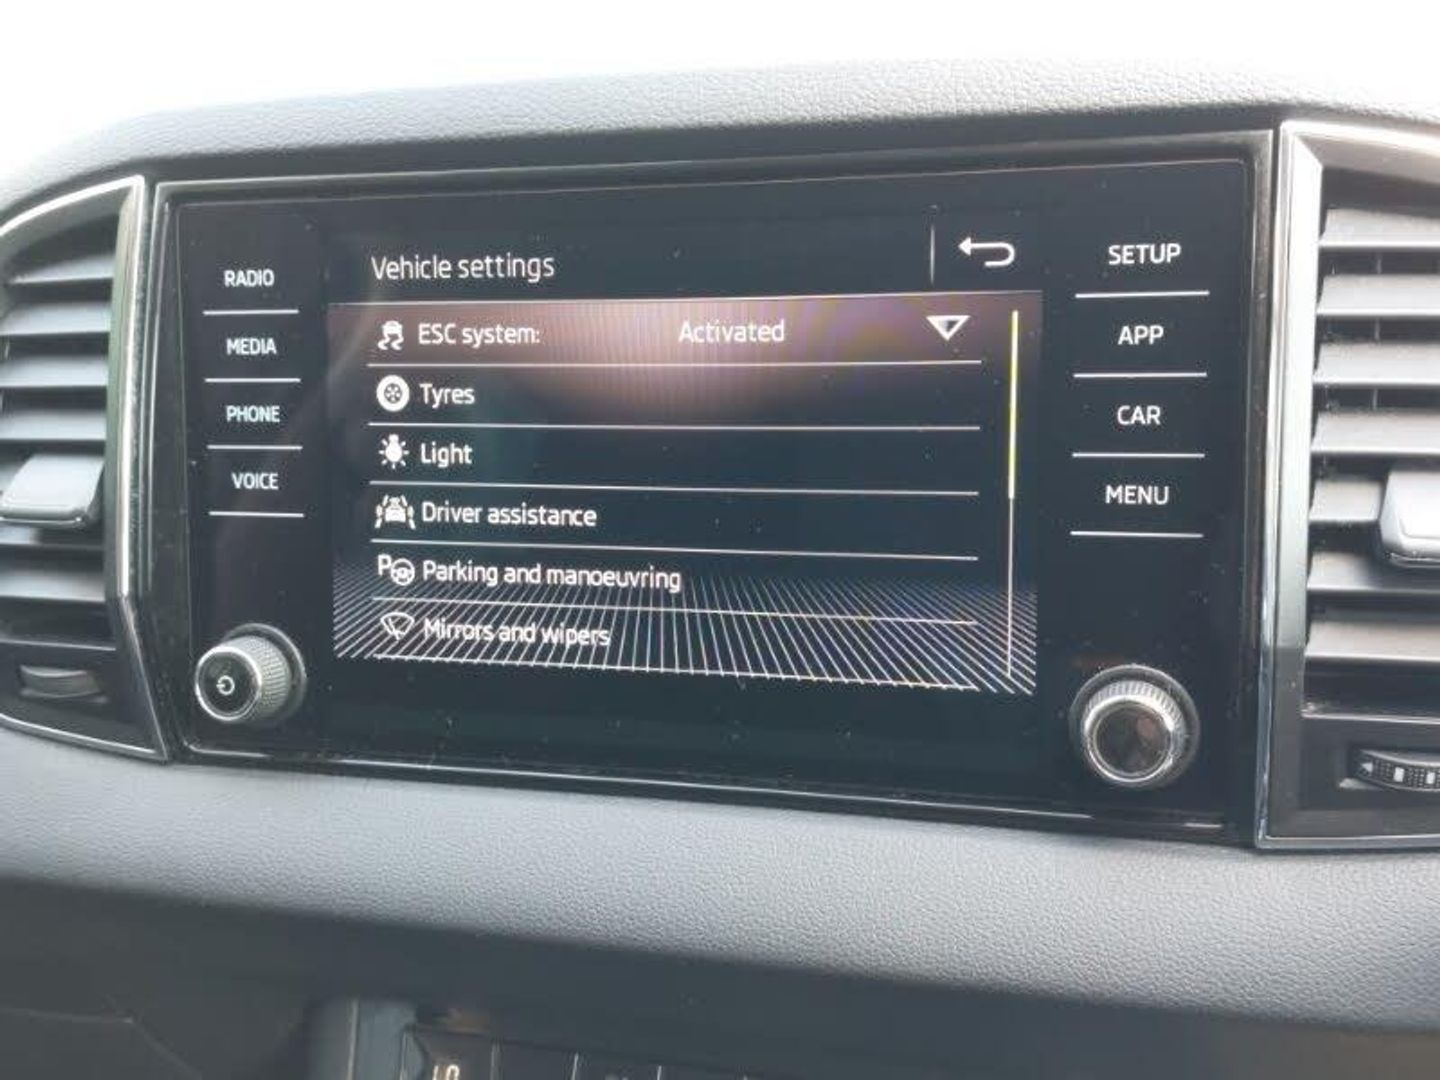 Vehicle settings
RADIO
MEDIA
PHONE
VOICE
ESC system: Activated
Tyres
Light
Driver assistance
Parking and manoeuvring
Mirrors and wipers
SETUP
APP
CAR
MENU